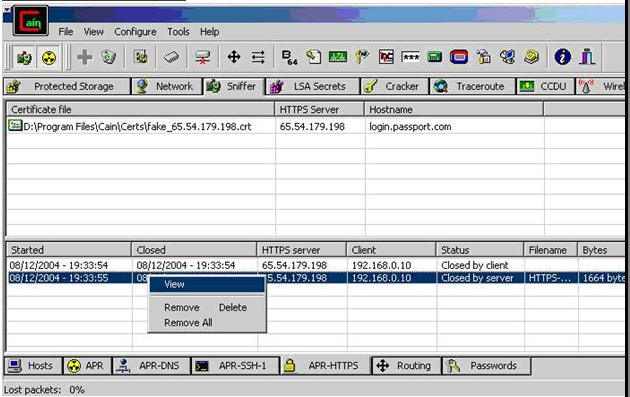 Cain
File View Configure Tools Help
B64
Protected Storage Network Sniffer LSA Secrets Cracker Traceroute CCDU Wirel
Certificate file HTTPS Server Hostname
D:\Program Files\Cain\Certs\fake_65.54.179.198.crt 65.54.179.198 login.passport.com
Started Closed HTTPS server Client Status Filename Bytes
08/12/2004 - 19:33:54 08/12/2004 - 19:33:54 65.54.179.198 192.168.0.10 Closed by client
08/12/2004 - 19:33:55 08 5.54.179.198 192.168.0.10 Closed by server HTTPS-... 1664 byte
View
Remove Delete
Remove All
Hosts APR APR-DNS APR-SSH-1 APR-HTTPS Routing Passwords
Lost packets: 0%